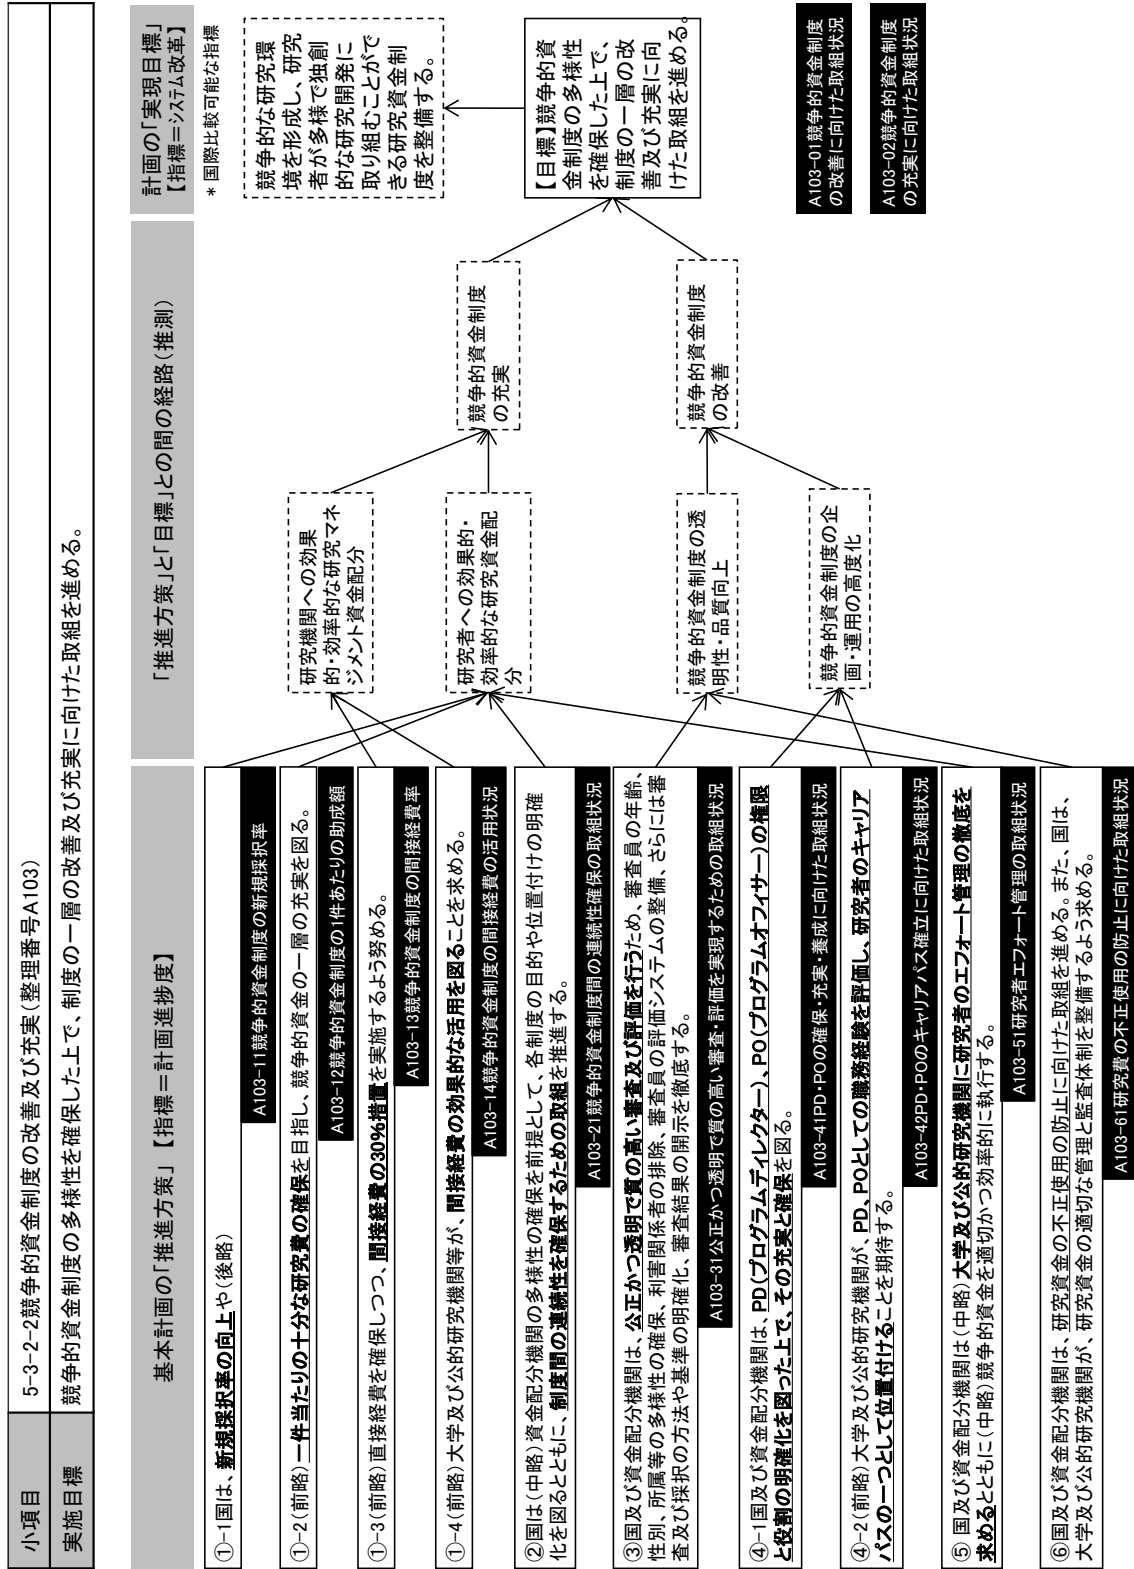 小項目
5-3-2-2競争的資金制度の改善及び充実(整理番号A103)
実施目標
競争的資金制度の多様性を確保した上で、制度の一層の改善及び充実に向けた取組を進める。
基本計画の「推進方策」【指標=計画進捗度】
「推進方策」と「目標」との間の経路(推測)
計画の「実現目標」
【指標=システム改革】
*国際比較可能な指標
①-1国は、新規採択率の向上や(後略)
A103-11競争的資金制度の新規採択率
①-2(前略)一件当たりの十分な研究費の確保を目指し、競争的資金の一層の充実を図る。
A103-12競争的資金制度の1件あたりの助成額
①-3(前略)直接経費を確保しつつ、間接経費の30%措置を実施するよう努める。
A103-13競争的資金制度の間接経費率
①-4(前略)大学及び公的研究機関等が、間接経費の効果的な活用を図ることを求める。
A103-14競争的資金制度の間接経費の活用状況
②国は(中略)資金配分機関の多様性の確保を前提として、各制度の目的や位置付けの明確
化を図るとともに、制度間の連続性を確保するための取組を推進する。
A103-21競争的資金制度間の連続性確保の取組状況
③国及び資金配分機関は、公正かつ透明で質の高い審査及び評価を行うため、審査員の年齢、
性別、所属等の多様性の確保、利害関係者の排除、審査員の評価システムの整備、さらには審
査及び採択の方法や基準の明確化、審査結果の開示を徹底する。
A103-31公正かつ透明で質の高い審査・評価を実現するための取組状況
④-1国及び資金配分機関は、PD(プログラムディレクター)、PO(プログラムオフィサー)の権限
と役割の明確化を図った上で、その充実と確保を図る。
A103-41PD・POの確保・充実・養成に向けた取組状況
④-2(前略)大学及び公的研究機関が、PD、POとしての職務経験を評価し、研究者のキャリア
パスの一つとして位置付けることを期待する。
A103-42PD・POのキャリアパス確立に向けた取組状況
⑤国及び資金配分機関は(中略)大学及び公的研究機関に研究者のエフォート管理の徹底を
求めるとともに(中略)競争的資金を適切かつ効率的に執行する。
A103-51研究者エフォート管理の取組状況
⑥国及び資金配分機関は、研究資金の不正使用の防止に向けた取組を進める。また、国は、
大学及び公的研究機関が、研究資金の適切な管理と監査体制を整備するよう求める。
A103-61研究費の不正使用の防止に向けた取組状況
研究機関への効果
的・効率的な研究マネ
ジメント資金配分
研究者への効果的・
効率的な研究資金配
分
競争的資金制度の透
明性・品質向上
競争的資金制度の企
画・運用の高度化
競争的資金制度
の充実
競争的資金制度
の改善
競争的な研究環
境を形成し、研究
者が多様で独創
的な研究開発に
取り組むことがで
きる研究資金制
度を整備する。
【目標】競争的資
金制度の多様性
を確保した上で、
制度の一層の改
善及び充実に向
けた取組を進める。
A103-01競争的資金制度
の改善に向けた取組状況
A103-02競争的資金制度
の充実に向けた取組状況